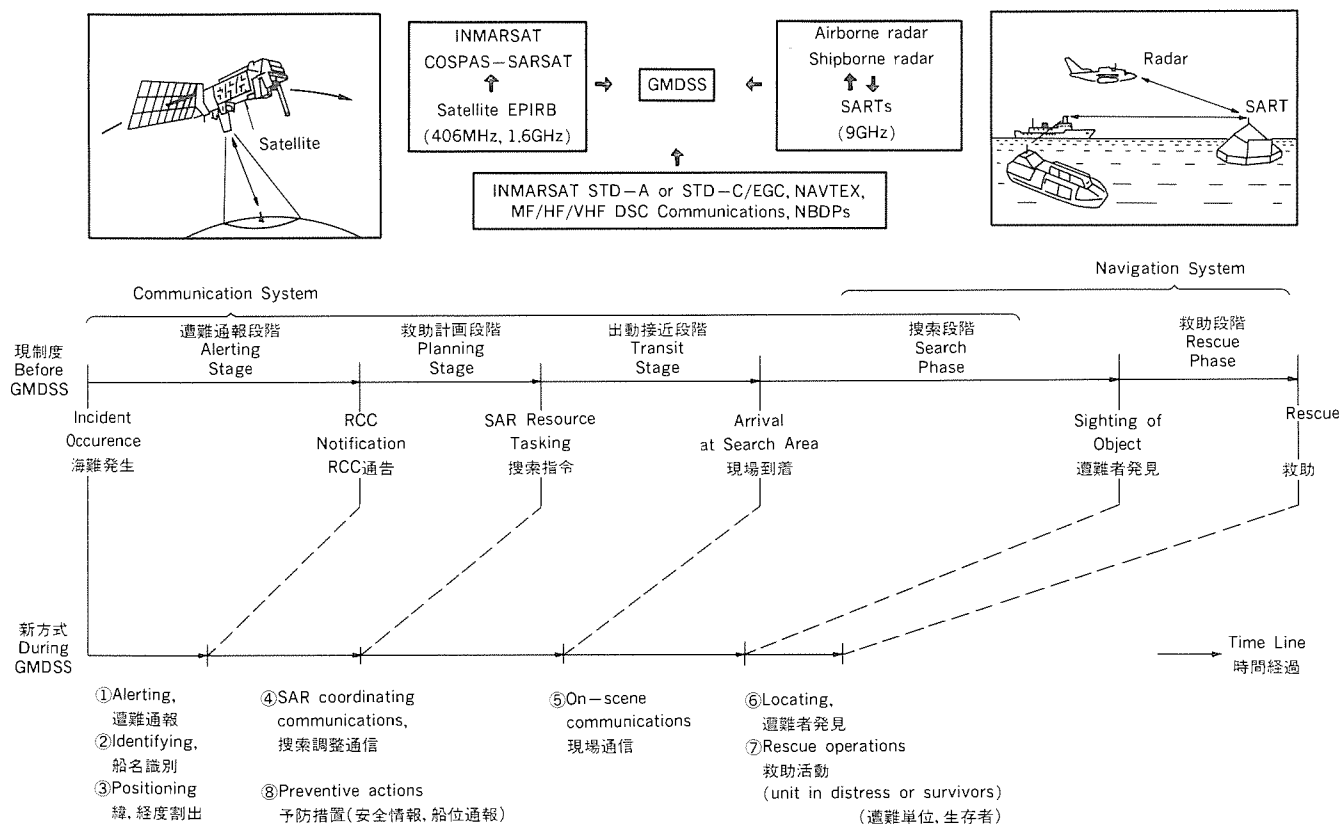 Satellite
INMARSAT
COSPAS－SARSAT
Satellite EPIRB
(406MHz, 1.6GHz)
GMDSS
Airborne radar
Shipborne radar
SARTs
(9GHz)
INMARSAT STD－A or STD－C/EGC, NAVTEX,
MF/HF/VHF DSC Communications, NBDPs
Radar
SART
Navigation System
Communication System
現制度
Before
GMDSS
遭難通報段階
Alerting
Stage
救助計画段階
Planning
Stage
出動接近段階
Transit
Stage
捜索段階
Search
Phase
救助段階
Rescue
Phase
Incident
Occurence
海難発生
RCC
Notification
RCC通告
SAR Resource
Tasking
捜索指令
Arrival
at Search Area
現場到着
Sighting of
Object
遭難者発見
Rescue
救助
新方式
During
GMDSS
Time Line
時間経過
①Alerting,
遭難通報
②Identifying,
船名識別
③Positioning
緯, 経度割出
④SAR coordinating
communications,
捜索調整通信
⑧Preventive actions
予防措置(安全情報, 船位通報)
⑤On－scene
communications
現場通信
⑥Locating,
遭難者発見
⑦Rescue operations
救助活動
(unit in distress or survivors)
(遭難単位, 生存者)